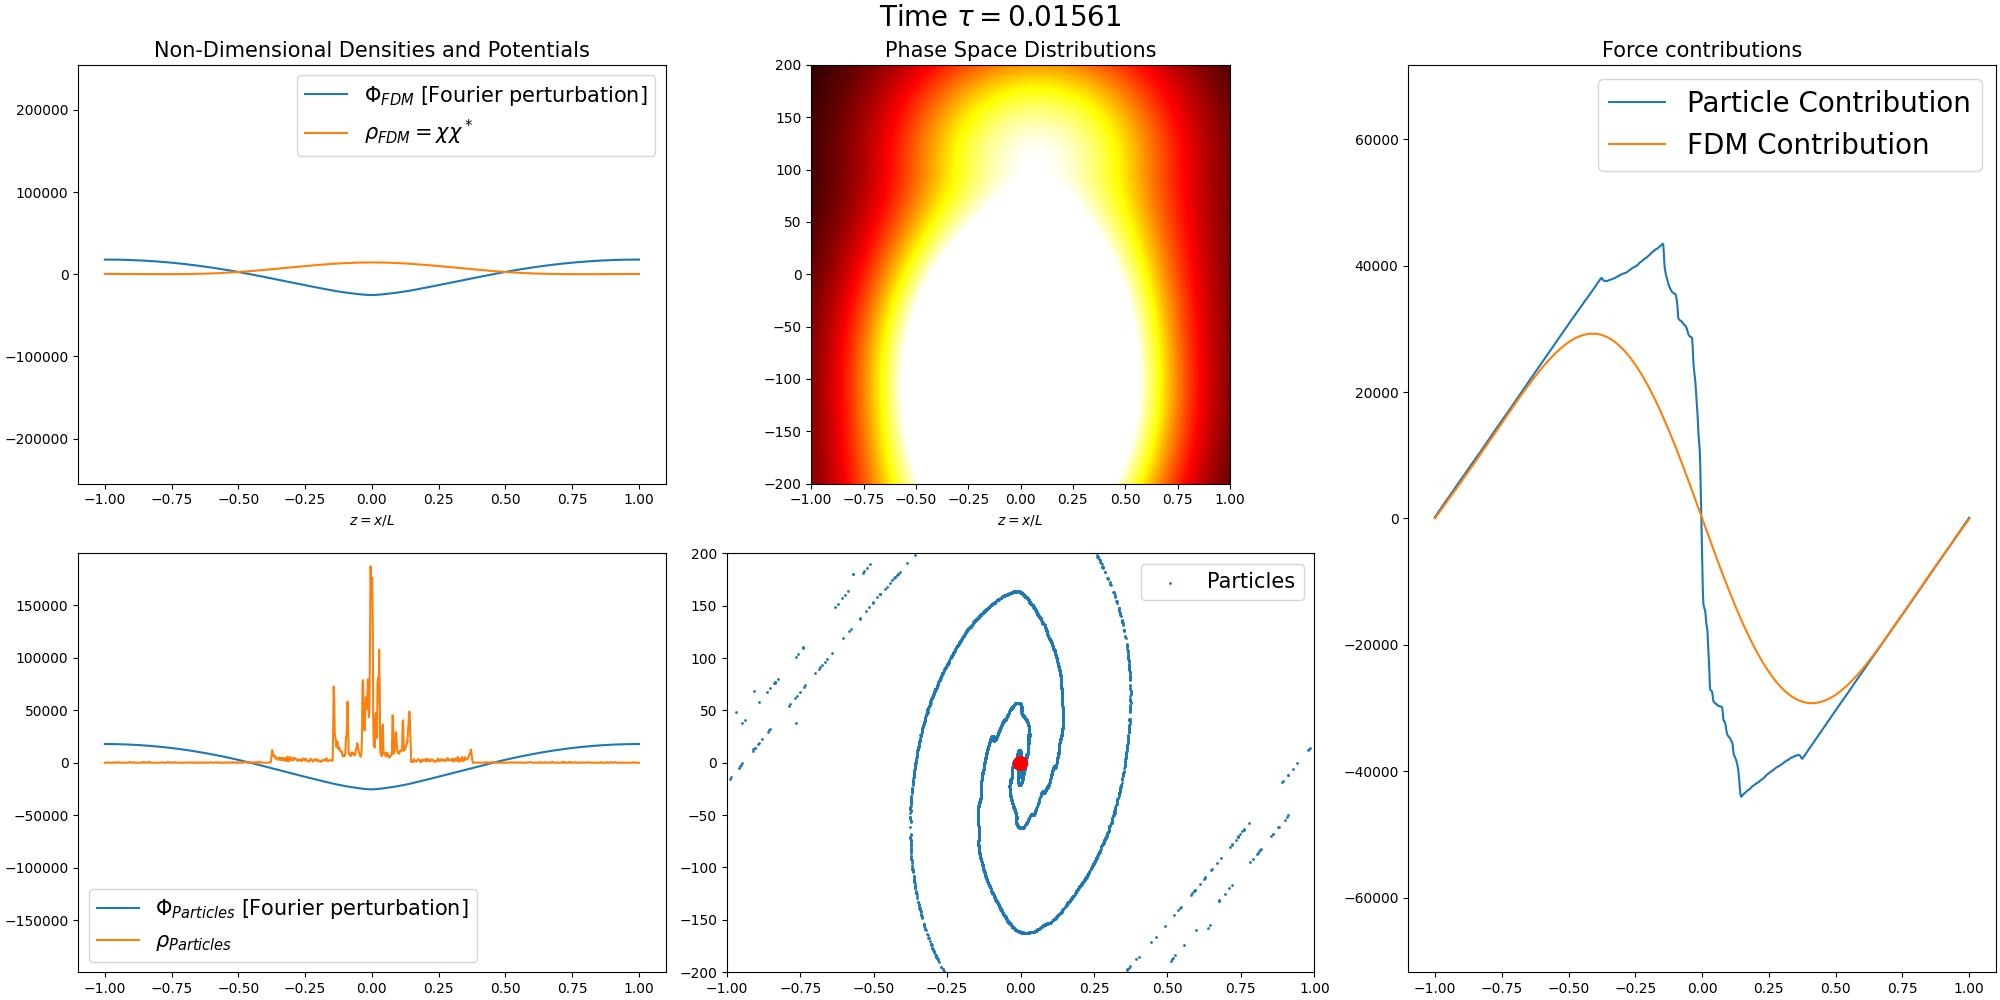 Time τ = 0.01561
Non-Dimensional Densities and Potentials
Φ_FDM [Fourier perturbation]
ρ_FDM = χχ*
200000
100000
0
−100000
−200000
−1.00 −0.75 −0.50 −0.25 0.00 0.25 0.50 0.75 1.00
z = x/L
Phase Space Distributions
200
150
100
50
0
−50
−100
−150
−200
−1.00 −0.75 −0.50 −0.25 0.00 0.25 0.50 0.75 1.00
z = x/L
Force contributions
Particle Contribution
FDM Contribution
60000
40000
20000
0
−20000
−40000
−60000
−1.00 −0.75 −0.50 −0.25 0.00 0.25 0.50 0.75 1.00
150000
100000
50000
0
−50000
−100000
−150000
Φ_Particles [Fourier perturbation]
ρ_Particles
−1.00 −0.75 −0.50 −0.25 0.00 0.25 0.50 0.75 1.00
Particles
200
150
100
50
0
−50
−100
−150
−200
−1.00 −0.75 −0.50 −0.25 0.00 0.25 0.50 0.75 1.00